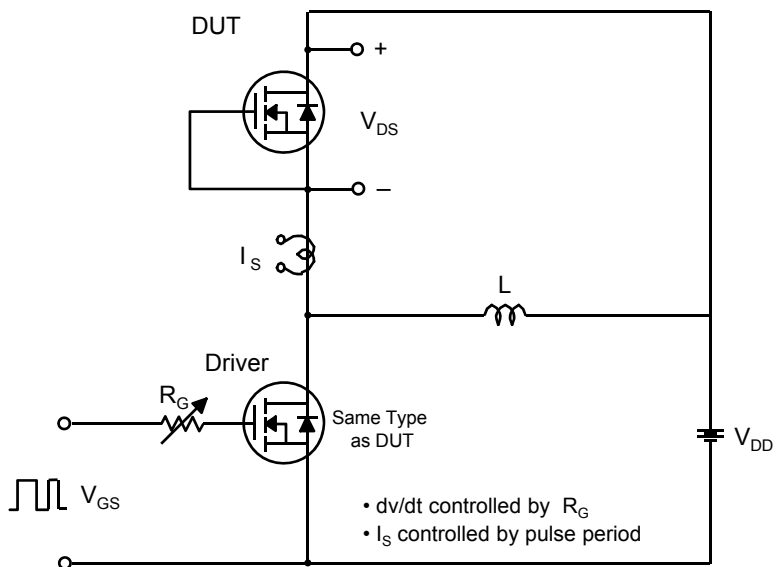 DUT
+
VDS
–
IS
L
Driver
RG
Same Type
as DUT
VDD
VGS
• dv/dt controlled by RG
• IS controlled by pulse period